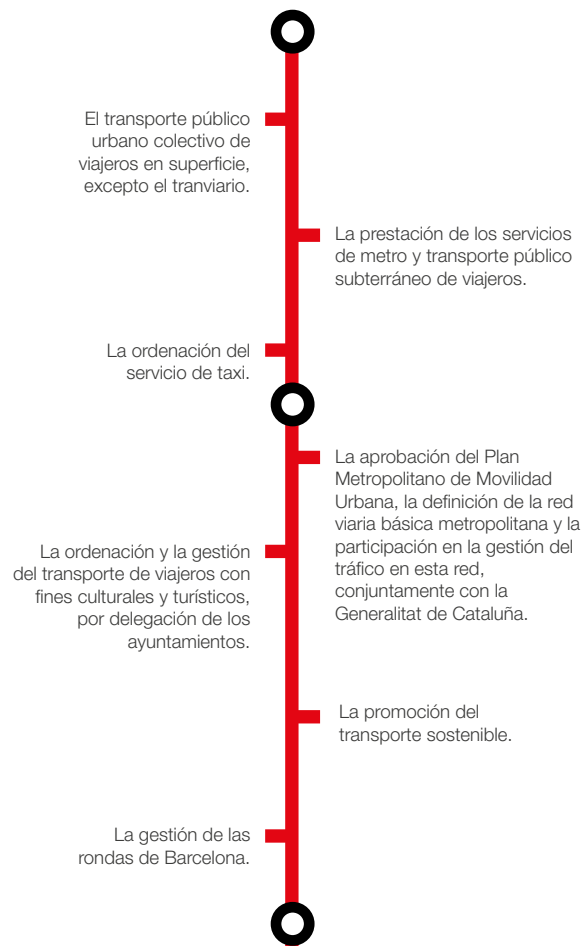 El transporte público
urbano colectivo de
viajeros en superficie,
excepto el tranviario.
La prestación de los servicios
de metro y transporte público
subterráneo de viajeros.
La ordenación del
servicio de taxi.
La aprobación del Plan
Metropolitano de Movilidad
Urbana, la definición de la red
viaria básica metropolitana y la
participación en la gestión del
tráfico en esta red,
conjuntamente con la
Generalitat de Cataluña.
La ordenación y la gestión
del transporte de viajeros con
fines culturales y turísticos,
por delegación de los
ayuntamientos.
La promoción del
transporte sostenible.
La gestión de las
rondas de Barcelona.